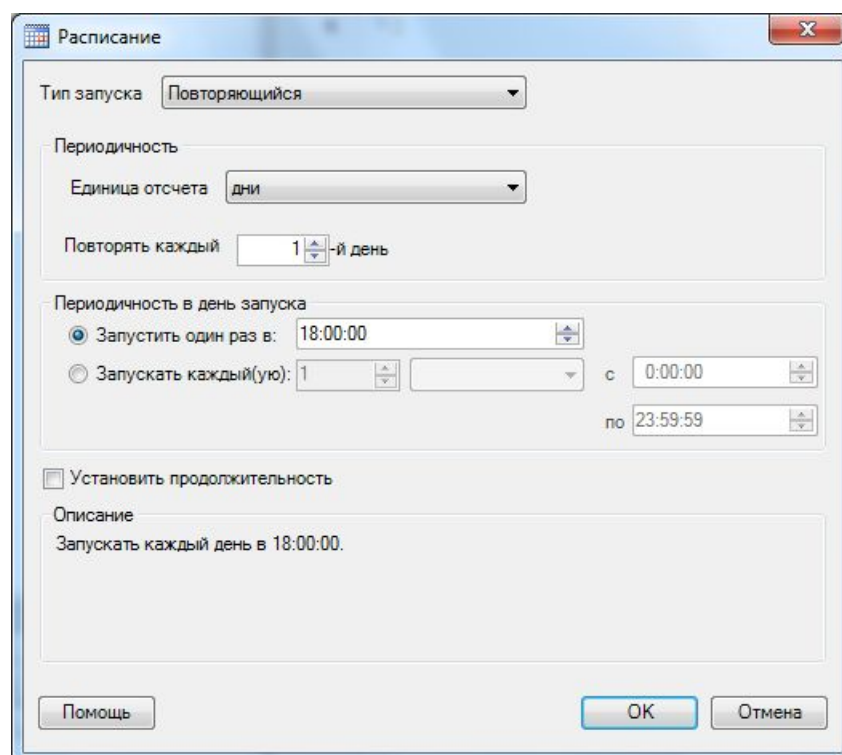 Расписание
Тип запуска Повторяющийся
Периодичность
Единица отсчета дни
Повторять каждый 1 -й день
Периодичность в день запуска
Запустить один раз в: 18:00:00
Запускать каждый(ую): 1 с 0:00:00
по 23:59:59
Установить продолжительность
Описание
Запускать каждый день в 18:00:00.
Помощь OK Отмена